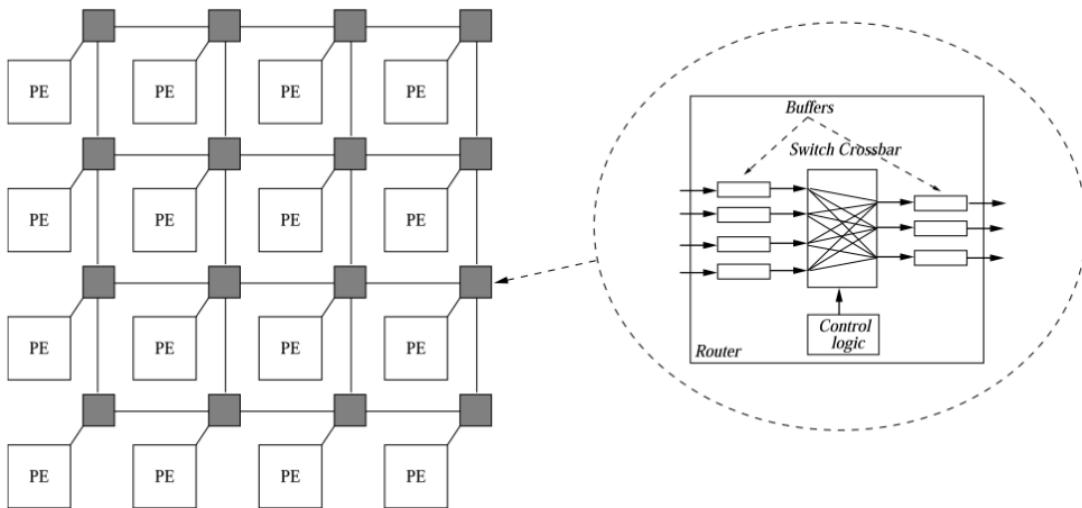 PE PE PE PE
PE PE PE PE
PE PE PE PE
PE PE PE PE
Buffers
Switch Crossbar
Control
logic
Router